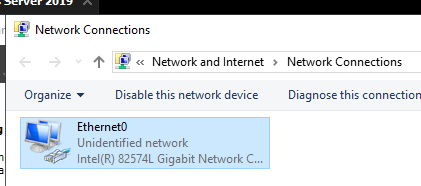 Server 2019
Network Connections
« Network and Internet > Network Connections
Organize Disable this network device Diagnose this connection
Ethernet0
Unidentified network
Intel(R) 82574L Gigabit Network C...